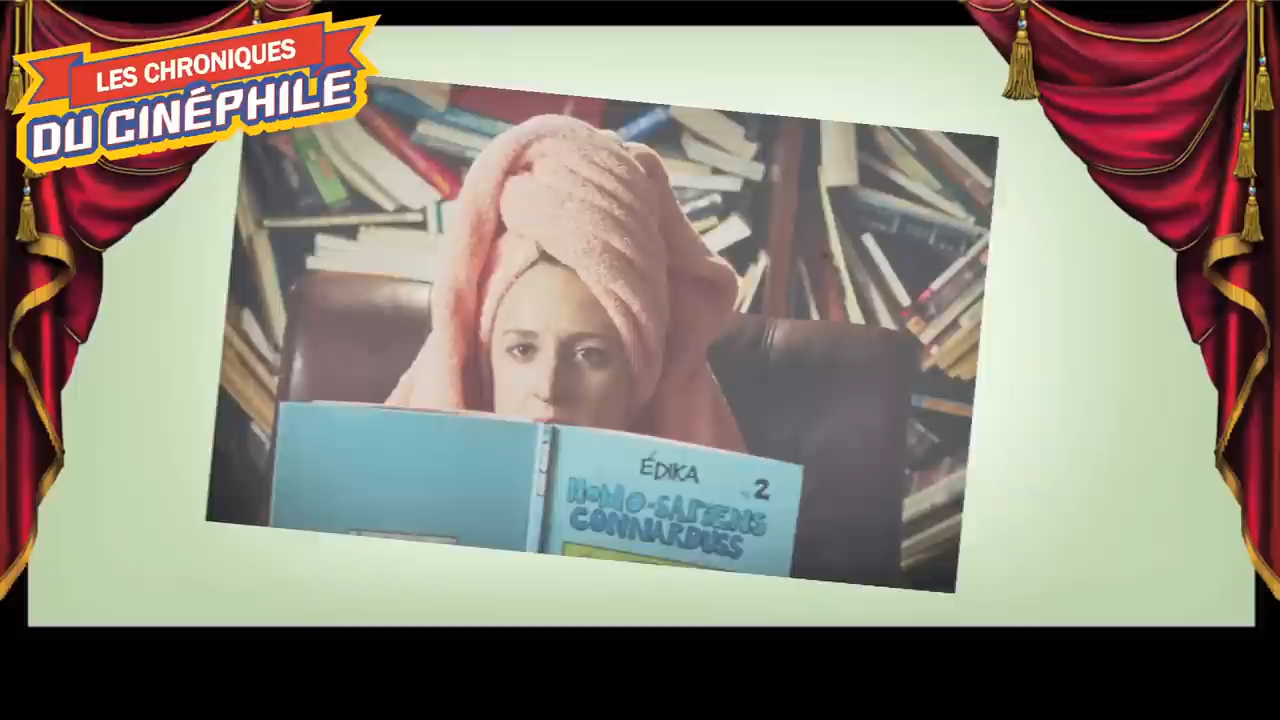 LES CHRONIQUES
DU CINÉPHILE
ÉDIKA
2
HOMO-SAPIENS
CONNARDUSS